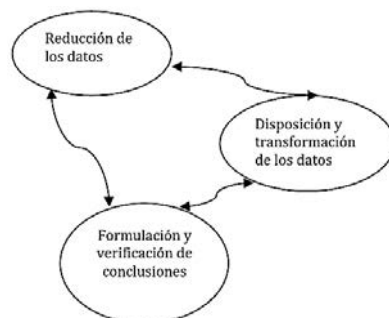 Reducción de
los datos
Disposición y
transformación
de los datos
Formulación y
verificación de
conclusiones